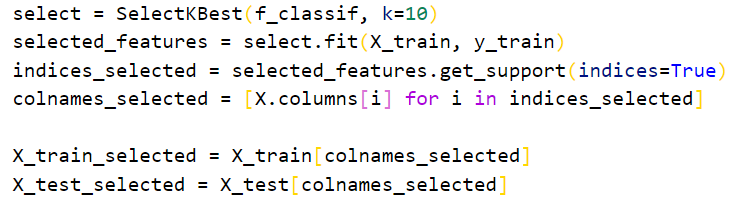 select = SelectKBest(f_classif, k=10)
selected_features = select.fit(X_train, y_train)
indices_selected = selected_features.get_support(indices=True)
colnames_selected = [X.columns[i] for i in indices_selected]

X_train_selected = X_train[colnames_selected]
X_test_selected = X_test[colnames_selected]